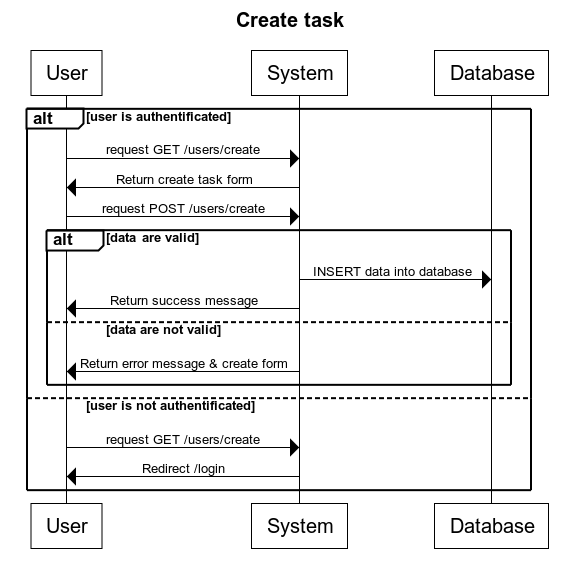 Create task
User System Database
alt [user is authentificated]
request GET /users/create
Return create task form
request POST /users/create
alt [data are valid]
INSERT data into database
Return success message
[data are not valid]
Return error message & create form
[user is not authentificated]
request GET /users/create
Redirect /login
User System Database